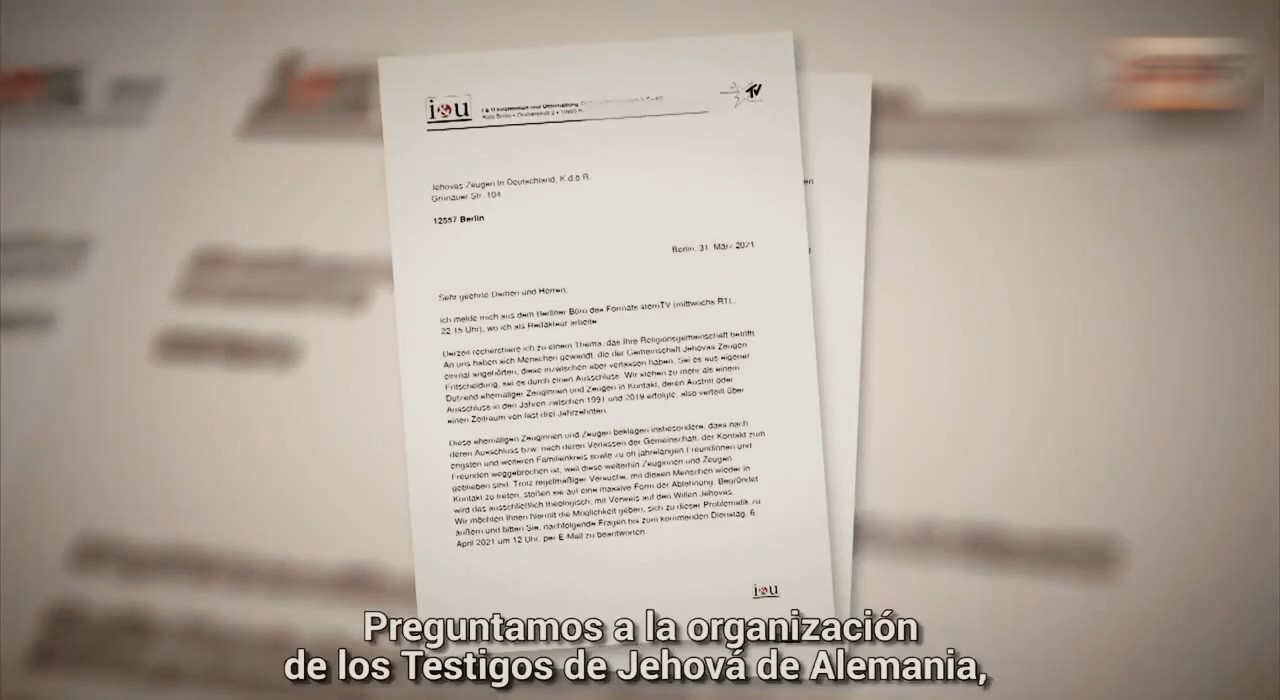 i&u
I & U Information und Unterhaltung
TV
Jehovas Zeugen in Deutschland, K.d.ö.R.
Grünauer Str. 104
12557 Berlin
Berlin, 31. März 2021
Sehr geehrte Damen und Herren,
ich melde mich aus dem Berliner Büro des Formats sternTV (mittwochs RTL,
22.15 Uhr), wo ich als Redakteur arbeite.
Derzeit recherchiere ich zu einem Thema, das Ihre Religionsgemeinschaft betrifft.
An uns haben sich Menschen gewandt, die der Gemeinschaft Jehovas Zeugen
einmal angehörten, diese inzwischen aber verlassen haben. Sei es aus eigener
Entscheidung, sei es durch einen Ausschluss. Wir stehen zu mehr als einem
Dutzend ehemaliger Zeuginnen und Zeugen in Kontakt, deren Austritt oder
Ausschluss in den Jahren zwischen 1991 und 2019 erfolgte, also verteilt über
einen Zeitraum von fast drei Jahrzehnten.
Diese ehemaligen Zeuginnen und Zeugen beklagen insbesondere, dass nach
deren Ausschluss bzw. nach deren Verlassen der Gemeinschaft, der Kontakt zum
engsten und weiteren Familienkreis sowie zu oft jahrelangen Freundinnen und
Freunden weggebrochen ist, weil diese weiterhin Zeuginnen und Zeugen
geblieben sind. Trotz regelmäßiger Versuche, mit diesen Menschen wieder in
Kontakt zu treten, stoßen sie auf eine massive Form der Ablehnung. Begründet
wird das ausschließlich theologisch, mit Verweis auf den Willen Jehovas.
Wir möchten Ihnen hiermit die Möglichkeit geben, sich zu dieser Problematik zu
äußern und bitten Sie, nachfolgende Fragen bis zum kommenden Dienstag, 6.
April 2021 um 12 Uhr, per E-Mail zu beantworten.
i&u
Preguntamos a la organización
de los Testigos de Jehová de Alemania,